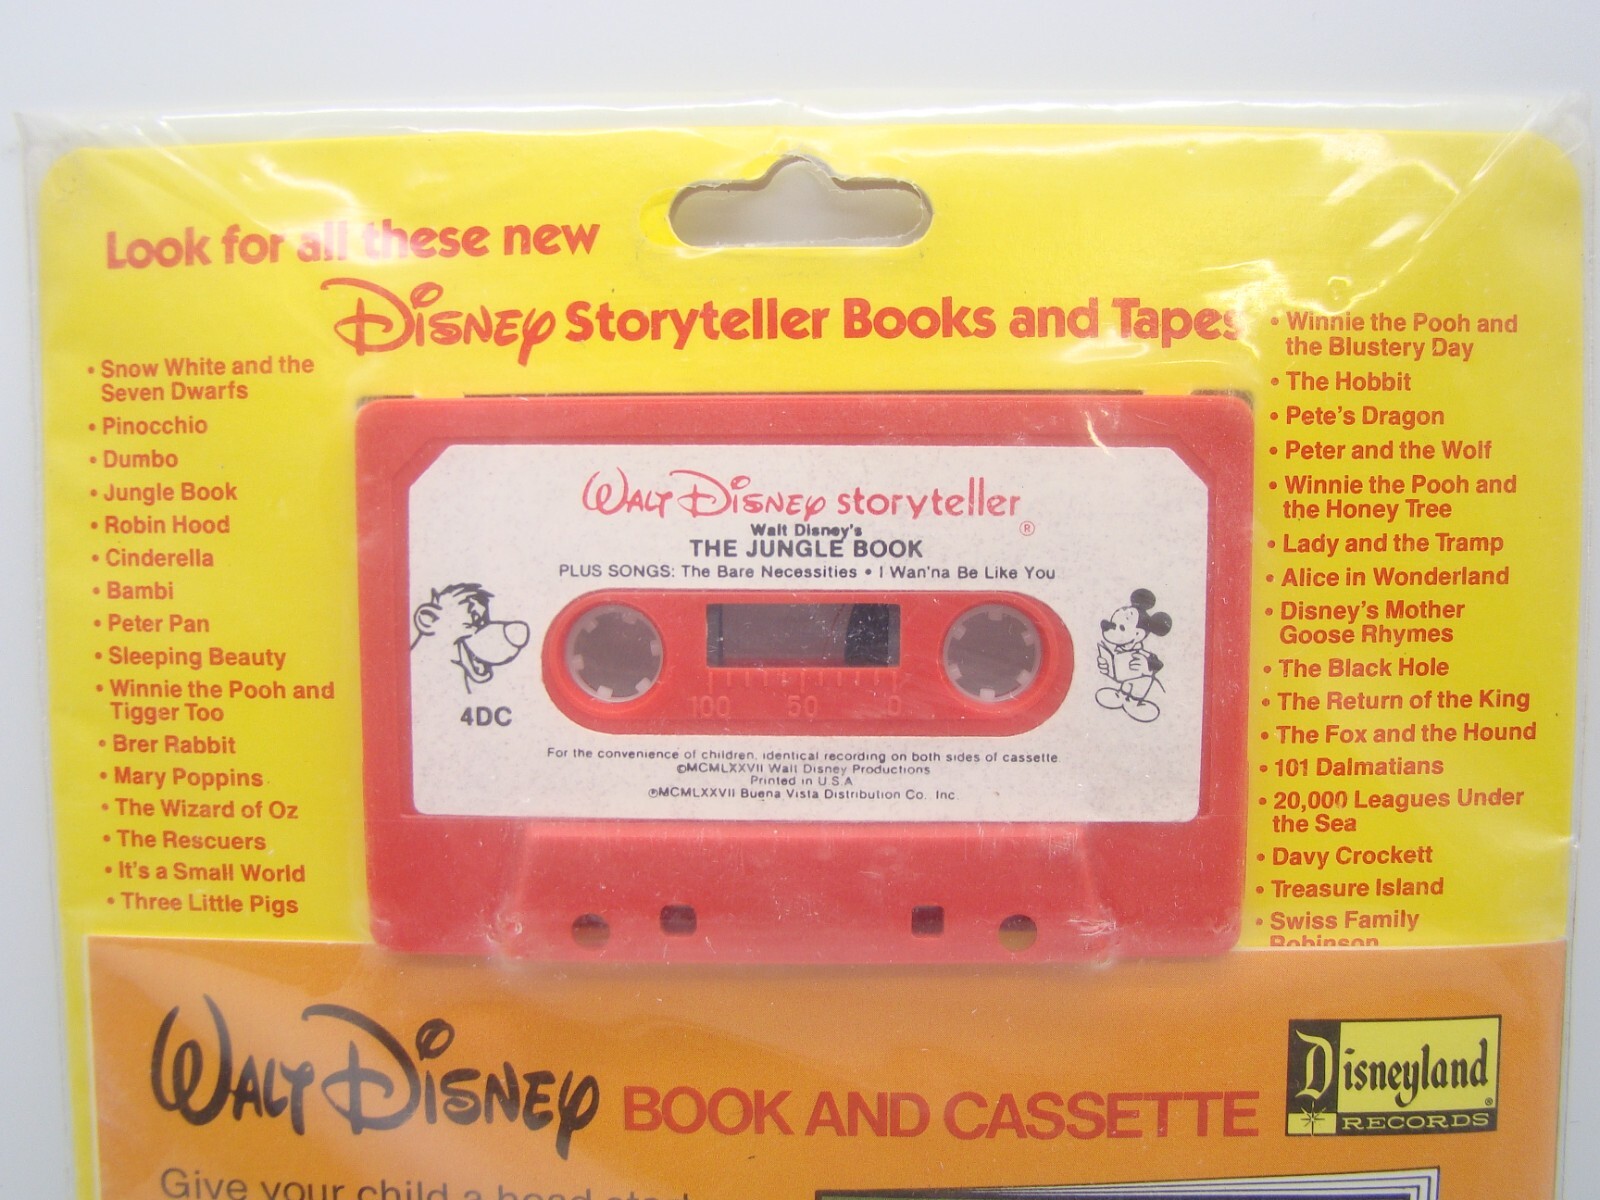 Look for all these new
Disney Storyteller Books and Tapes
• Snow White and the
Seven Dwarfs
• Pinocchio
• Dumbo
• Jungle Book
• Robin Hood
• Cinderella
• Bambi
• Peter Pan
• Sleeping Beauty
• Winnie the Pooh and
Tigger Too
• Brer Rabbit
• Mary Poppins
• The Wizard of Oz
• The Rescuers
• It's a Small World
• Three Little Pigs
WALT DISNEY storyteller ®
Walt Disney's
THE JUNGLE BOOK
PLUS SONGS: The Bare Necessities • I Wan'na Be Like You
100 50 0
4DC
For the convenience of children, identical recording on both sides of cassette.
©MCMLXXVII Walt Disney Productions
Printed in U.S.A.
℗MCMLXXVII Buena Vista Distribution Co. Inc.
• Winnie the Pooh and
the Blustery Day
• The Hobbit
• Pete's Dragon
• Peter and the Wolf
• Winnie the Pooh and
the Honey Tree
• Lady and the Tramp
• Alice in Wonderland
• Disney's Mother
Goose Rhymes
• The Black Hole
• The Return of the King
• The Fox and the Hound
• 101 Dalmatians
• 20,000 Leagues Under
the Sea
• Davy Crockett
• Treasure Island
• Swiss Family
Robinson
WALT DISNEY BOOK AND CASSETTE
Disneyland ®
RECORDS
Give your child a head start